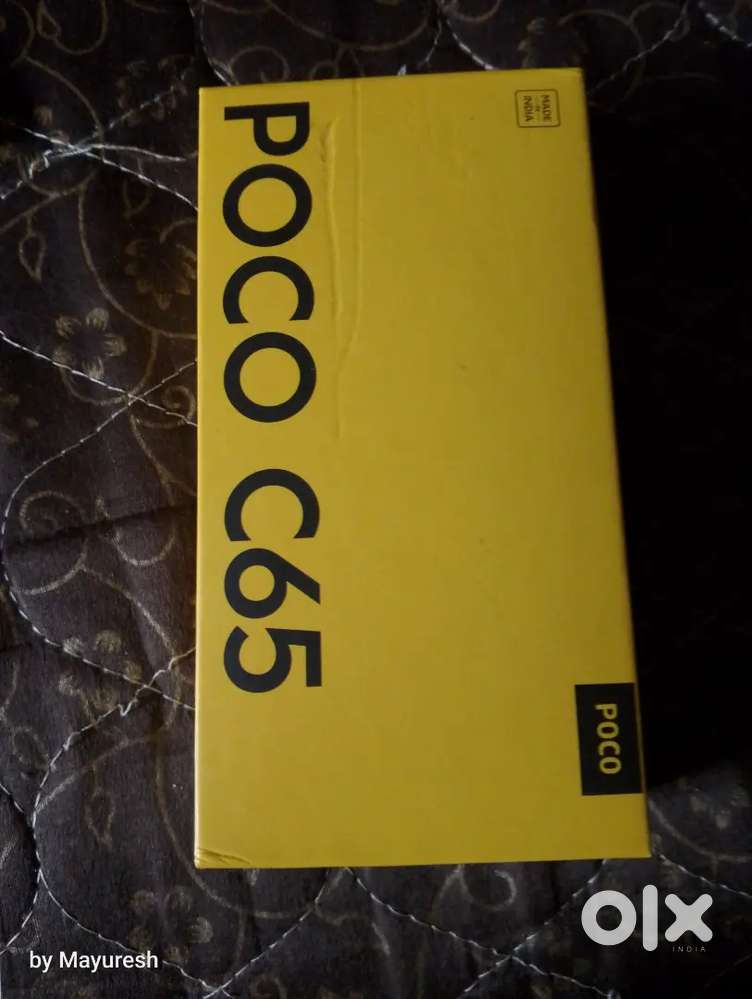 POCO C65
MADE
IN
INDIA
POCO
olx
INDIA
by Mayuresh